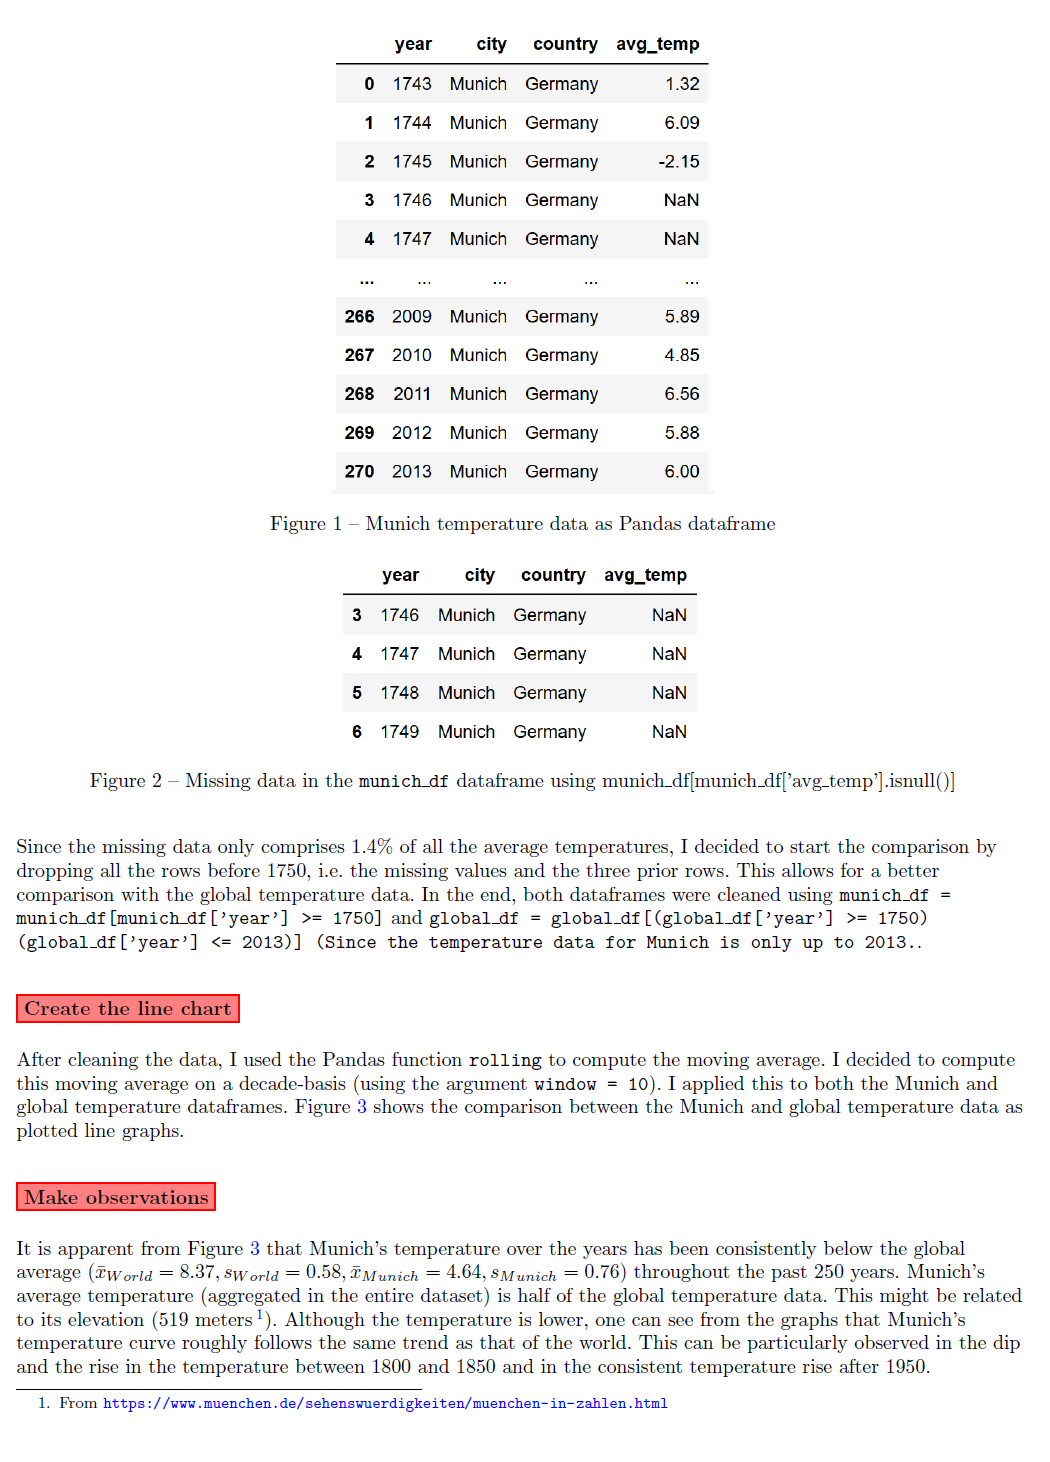 year city country avg_temp
0 1743 Munich Germany 1.32
1 1744 Munich Germany 6.09
2 1745 Munich Germany -2.15
3 1746 Munich Germany NaN
4 1747 Munich Germany NaN
... ... ... ... ...
266 2009 Munich Germany 5.89
267 2010 Munich Germany 4.85
268 2011 Munich Germany 6.56
269 2012 Munich Germany 5.88
270 2013 Munich Germany 6.00
Figure 1 – Munich temperature data as Pandas dataframe
year city country avg_temp
3 1746 Munich Germany NaN
4 1747 Munich Germany NaN
5 1748 Munich Germany NaN
6 1749 Munich Germany NaN
Figure 2 – Missing data in the munich_df dataframe using munich_df[munich_df['avg_temp'].isnull()]
Since the missing data only comprises 1.4% of all the average temperatures, I decided to start the comparison by
dropping all the rows before 1750, i.e. the missing values and the three prior rows. This allows for a better
comparison with the global temperature data. In the end, both dataframes were cleaned using munich_df =
munich_df[munich_df['year'] >= 1750] and global_df = global_df[(global_df['year'] >= 1750)
(global_df['year'] <= 2013)] (Since the temperature data for Munich is only up to 2013..
Create the line chart
After cleaning the data, I used the Pandas function rolling to compute the moving average. I decided to compute
this moving average on a decade-basis (using the argument window = 10). I applied this to both the Munich and
global temperature dataframes. Figure 3 shows the comparison between the Munich and global temperature data as
plotted line graphs.
Make observations
It is apparent from Figure 3 that Munich's temperature over the years has been consistently below the global
average (x̄World = 8.37, sWorld = 0.58, x̄Munich = 4.64, sMunich = 0.76) throughout the past 250 years. Munich's
average temperature (aggregated in the entire dataset) is half of the global temperature data. This might be related
to its elevation (519 meters 1). Although the temperature is lower, one can see from the graphs that Munich's
temperature curve roughly follows the same trend as that of the world. This can be particularly observed in the dip
and the rise in the temperature between 1800 and 1850 and in the consistent temperature rise after 1950.
1. From https://www.muenchen.de/sehenswuerdigkeiten/muenchen-in-zahlen.html